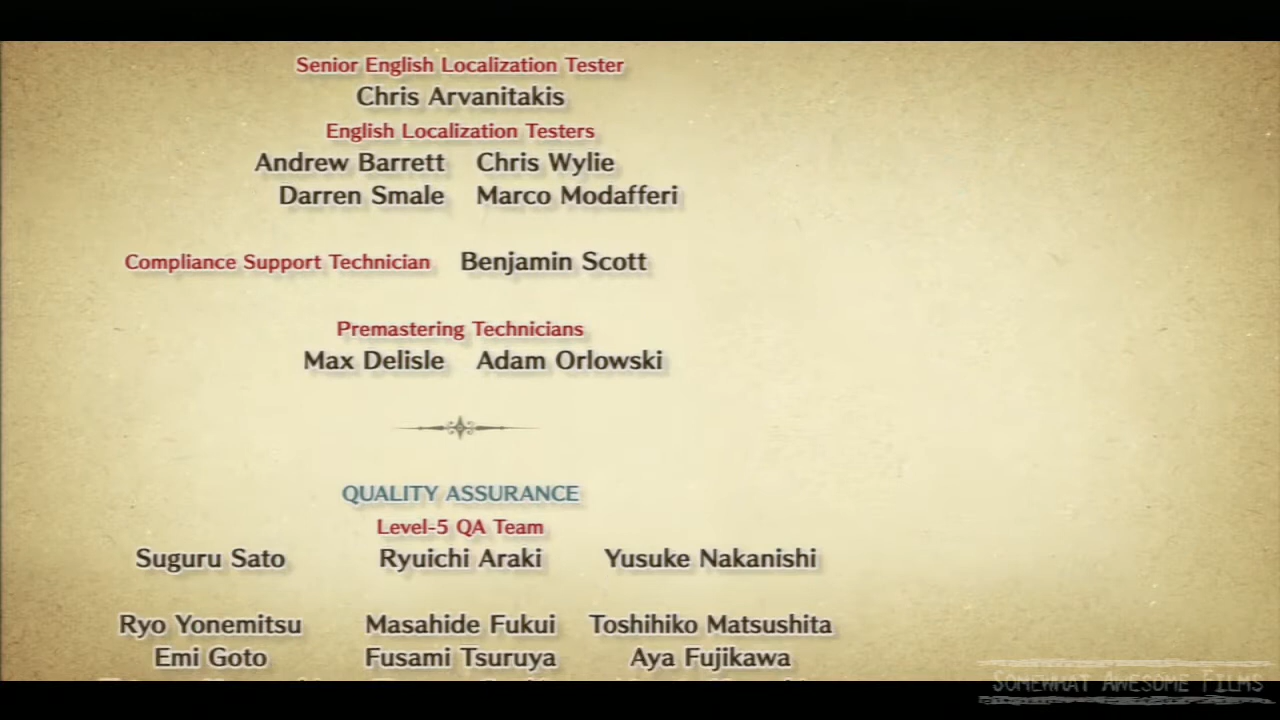 Senior English Localization Tester
Chris Arvanitakis
English Localization Testers
Andrew Barrett Chris Wylie
Darren Smale Marco Modafferi
Compliance Support Technician Benjamin Scott
Premastering Technicians
Max Delisle Adam Orlowski
QUALITY ASSURANCE
Level-5 QA Team
Suguru Sato Ryuichi Araki Yusuke Nakanishi
Ryo Yonemitsu Masahide Fukui Toshihiko Matsushita
Emi Goto Fusami Tsuruya Aya Fujikawa
SOMEWHAT AWESOME FILMS